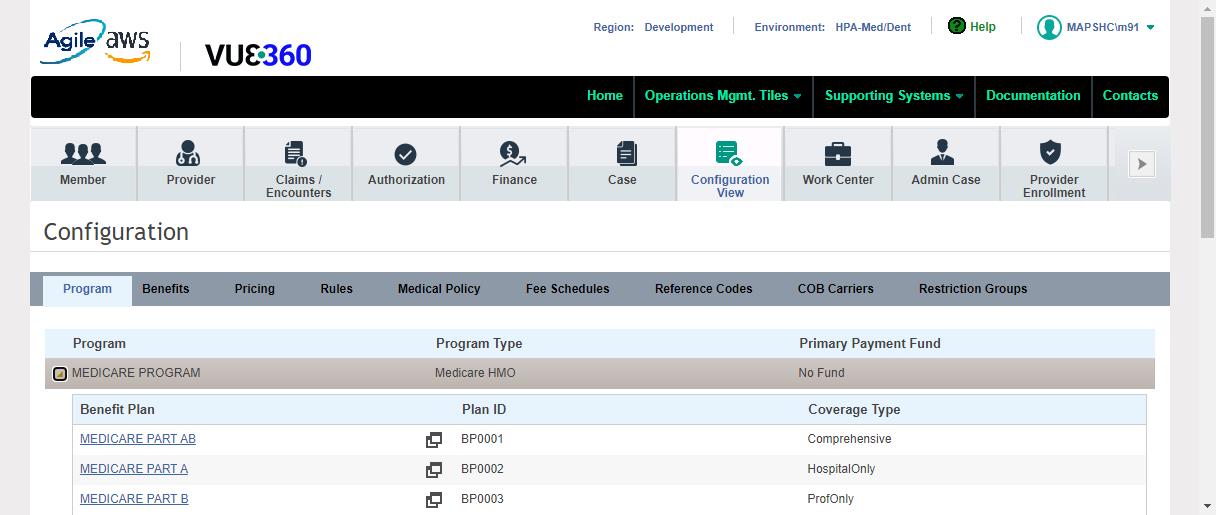 Agile aws
VUE360
Region: Development
Environment: HPA-Med/Dent
? Help
MAPSHC\m91
Home
Operations Mgmt. Tiles
Supporting Systems
Documentation
Contacts
Member
Provider
Claims /
Encounters
Authorization
Finance
Case
Configuration
View
Work Center
Admin Case
Provider
Enrollment
Configuration
Program Benefits Pricing Rules Medical Policy Fee Schedules Reference Codes COB Carriers Restriction Groups
Program Program Type Primary Payment Fund
MEDICARE PROGRAM Medicare HMO No Fund
Benefit Plan Plan ID Coverage Type
MEDICARE PART AB BP0001 Comprehensive
MEDICARE PART A BP0002 HospitalOnly
MEDICARE PART B BP0003 ProfOnly